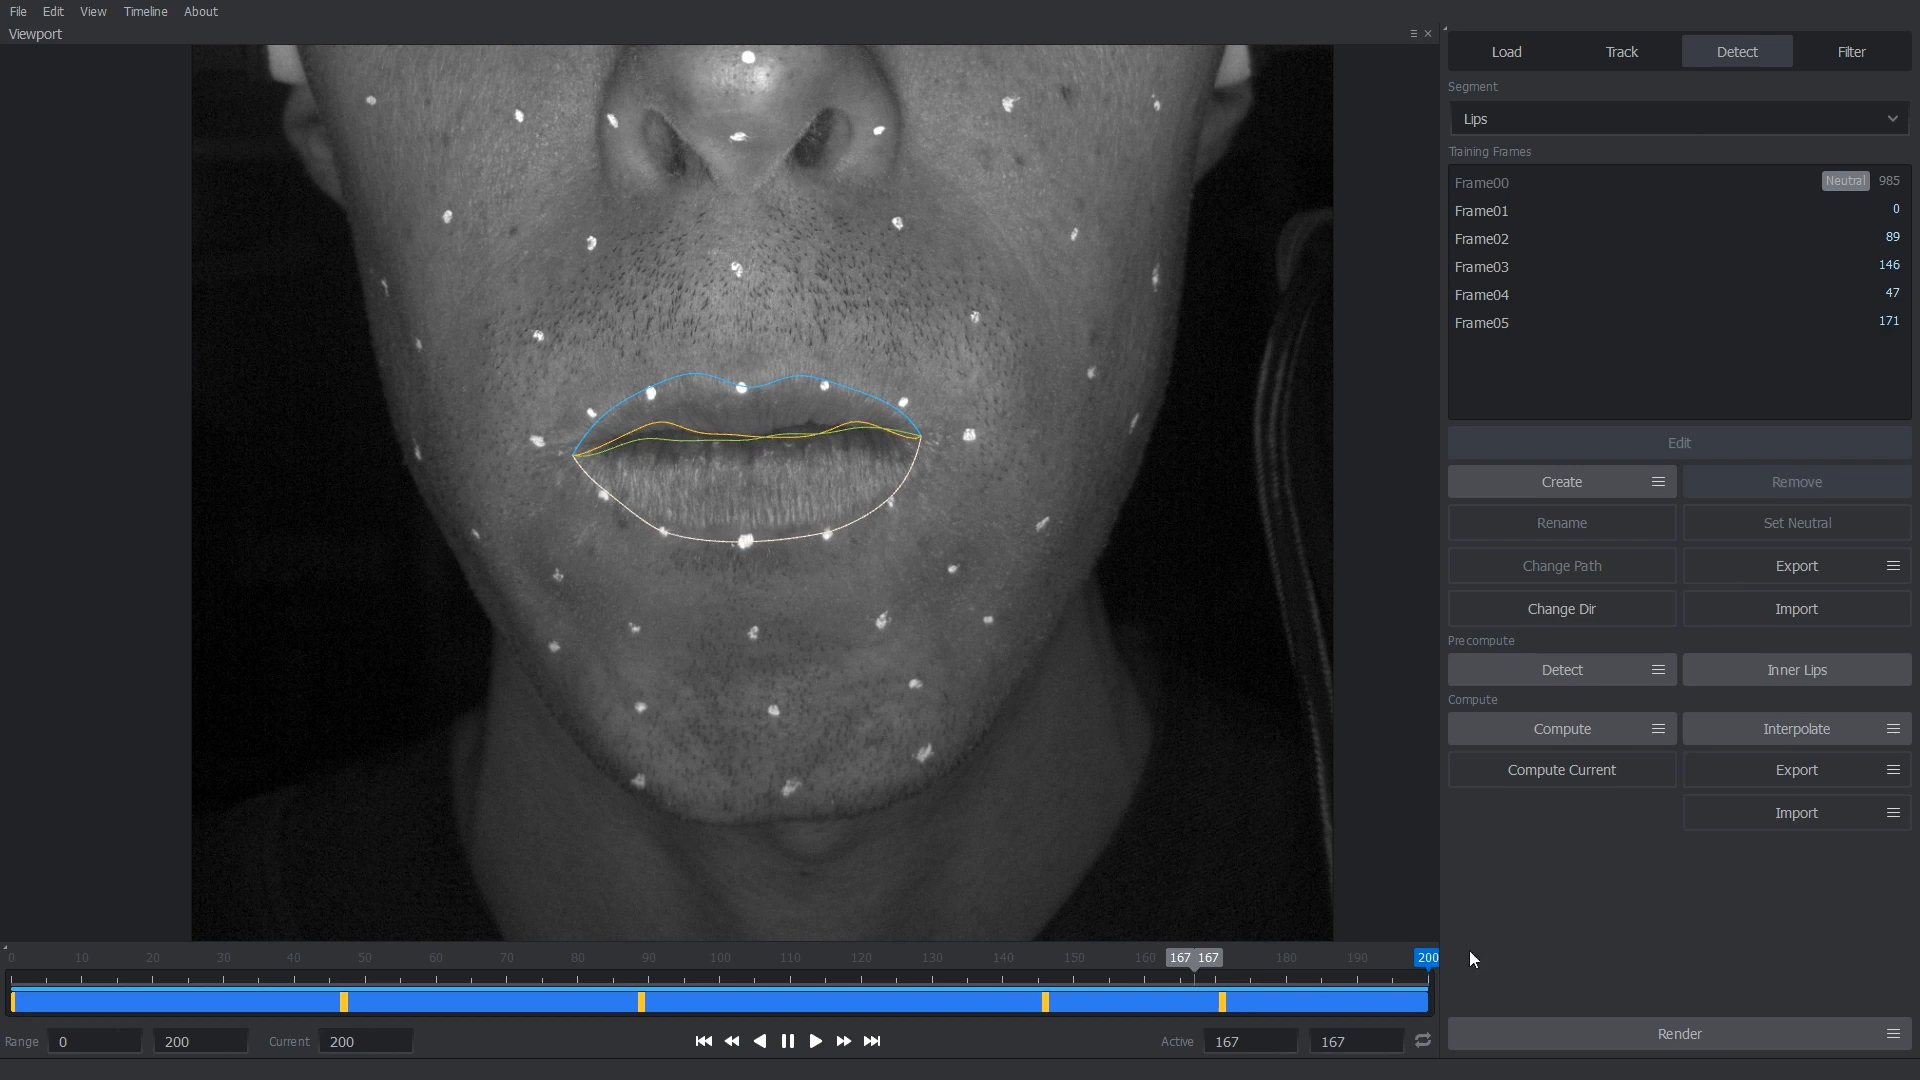 File Edit View Timeline About
Viewport
Load Track Detect Filter
Segment
Lips
Training Frames
Frame00 Neutral 985
Frame01 0
Frame02 89
Frame03 146
Frame04 47
Frame05 171
Edit
Create Remove
Rename Set Neutral
Change Path Export
Change Dir Import
Precompute
Detect Inner Lips
Compute
Compute Interpolate
Compute Current Export
Import
0 10 20 30 40 50 60 70 80 90 100 110 120 130 140 150 160 167 167 180 190 200
Range 0 200 Current 200 Active 167 167
Render